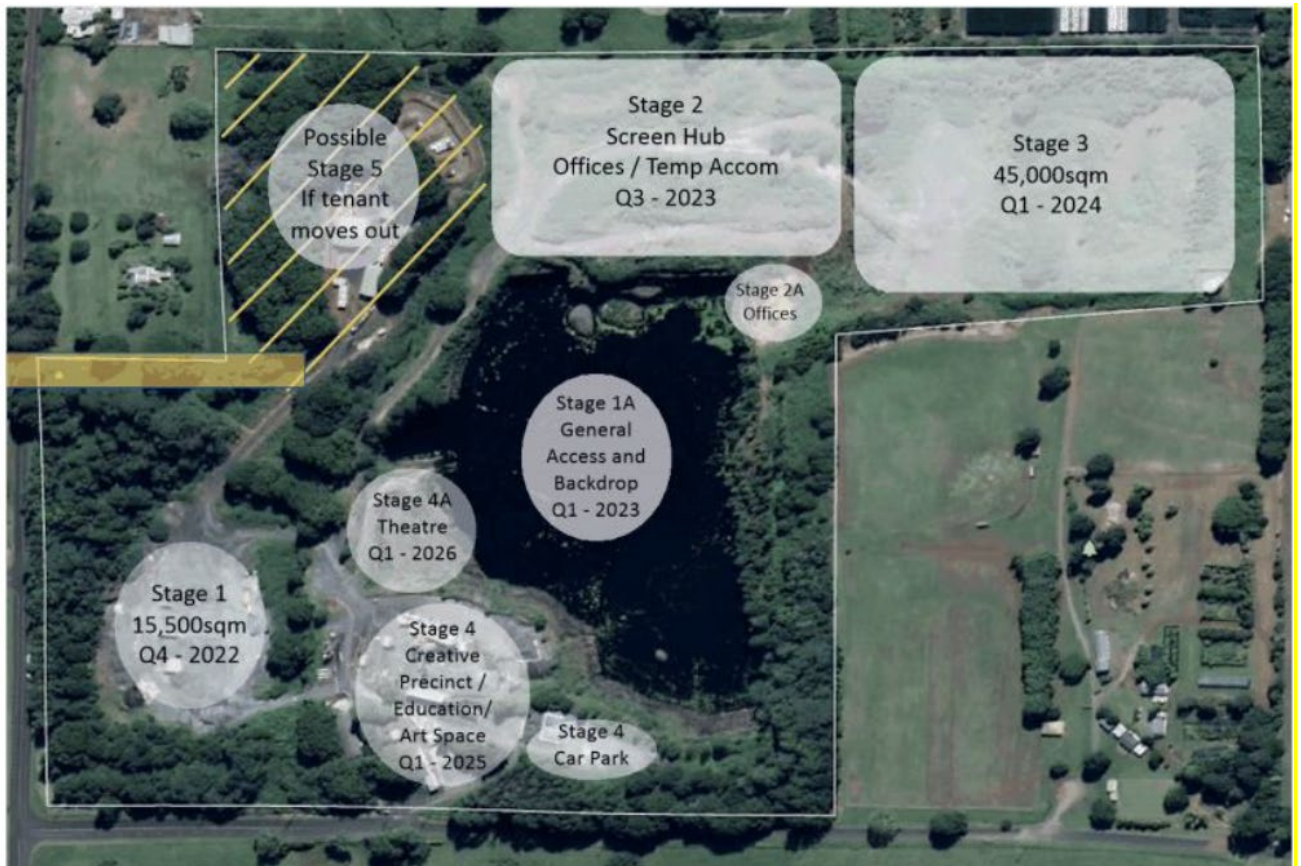 Possible
Stage 5
If tenant
moves out
Stage 2
Screen Hub
Offices / Temp Accom
Q3 - 2023
Stage 3
45,000sqm
Q1 - 2024
Stage 2A
Offices
Stage 1A
General
Access and
Backdrop
Q1 - 2023
Stage 4A
Theatre
Q1 - 2026
Stage 1
15,500sqm
Q4 - 2022
Stage 4
Creative
Precinct /
Education/
Art Space
Q1 - 2025
Stage 4
Car Park